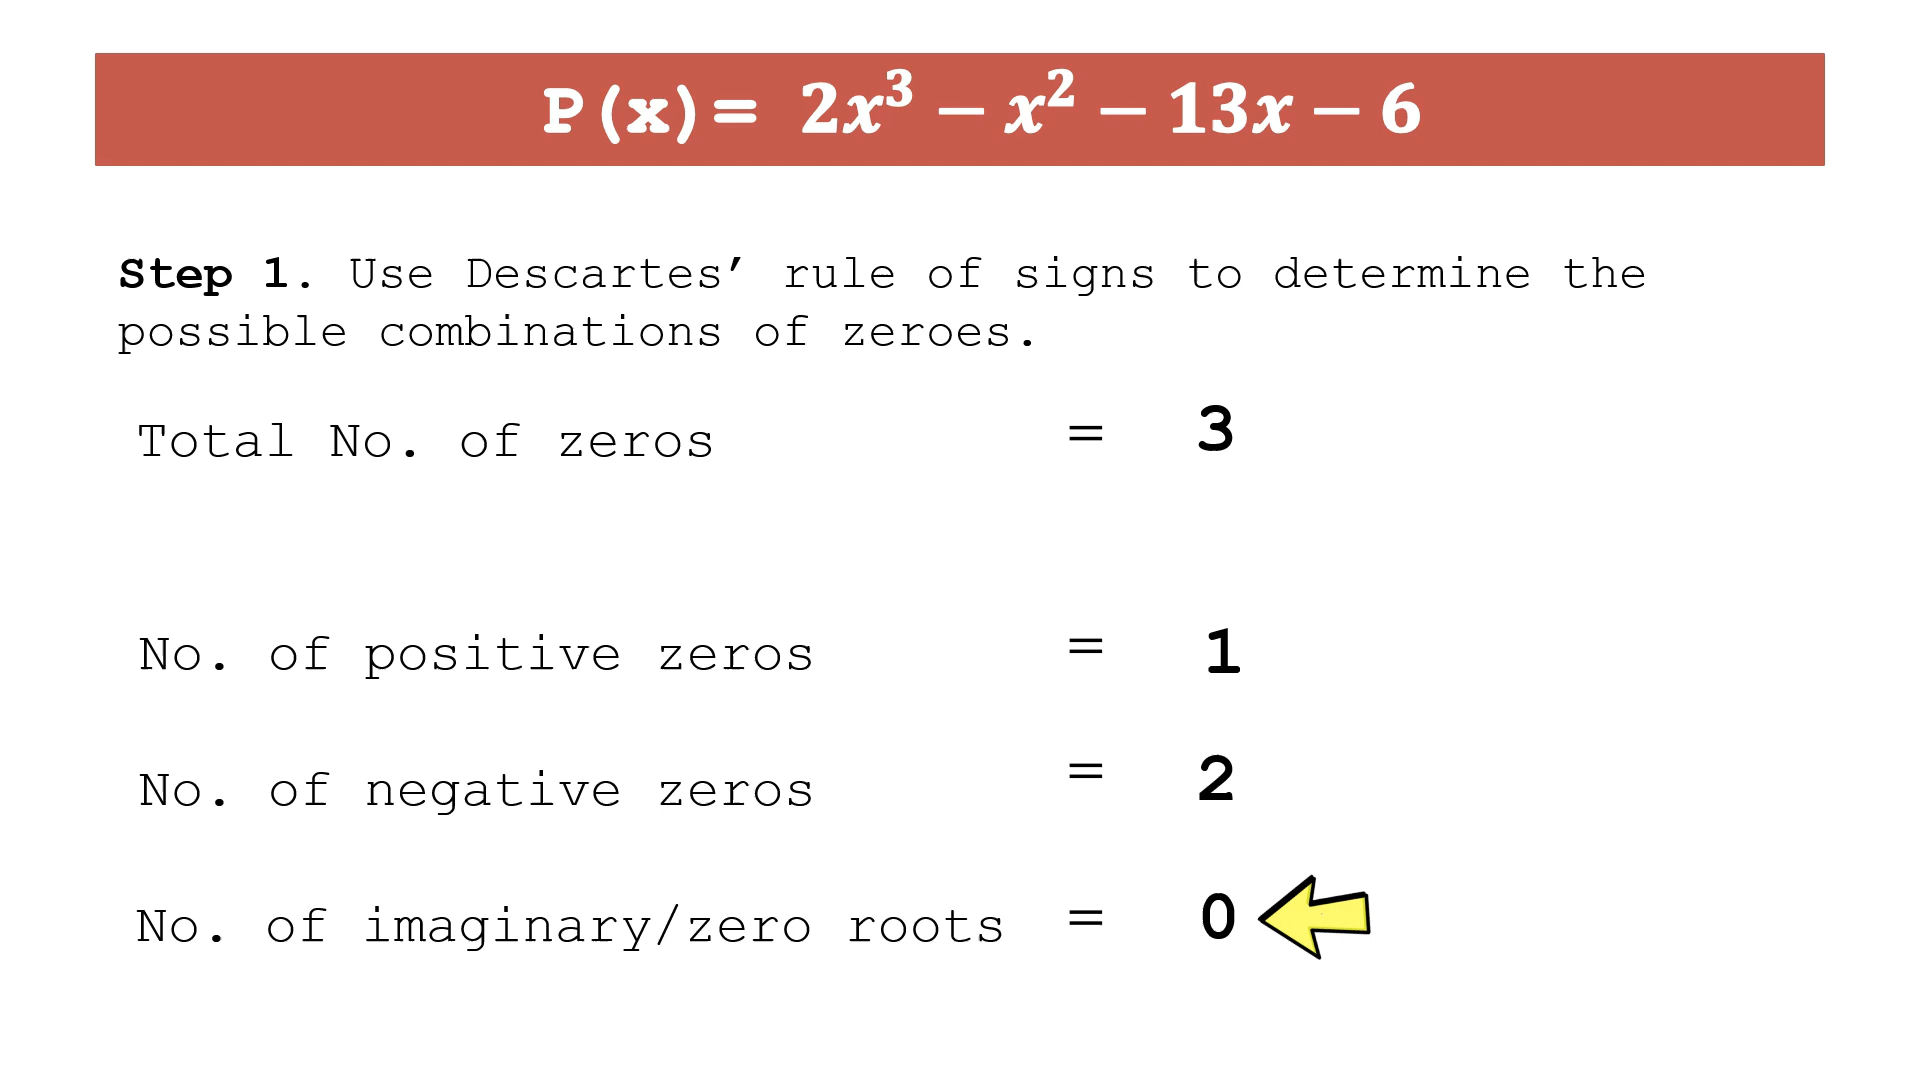 P(x)= 2x³ − x² − 13x − 6
Step 1. Use Descartes’ rule of signs to determine the
possible combinations of zeroes.
Total No. of zeros = 3
No. of positive zeros = 1
No. of negative zeros = 2
No. of imaginary/zero roots = 0